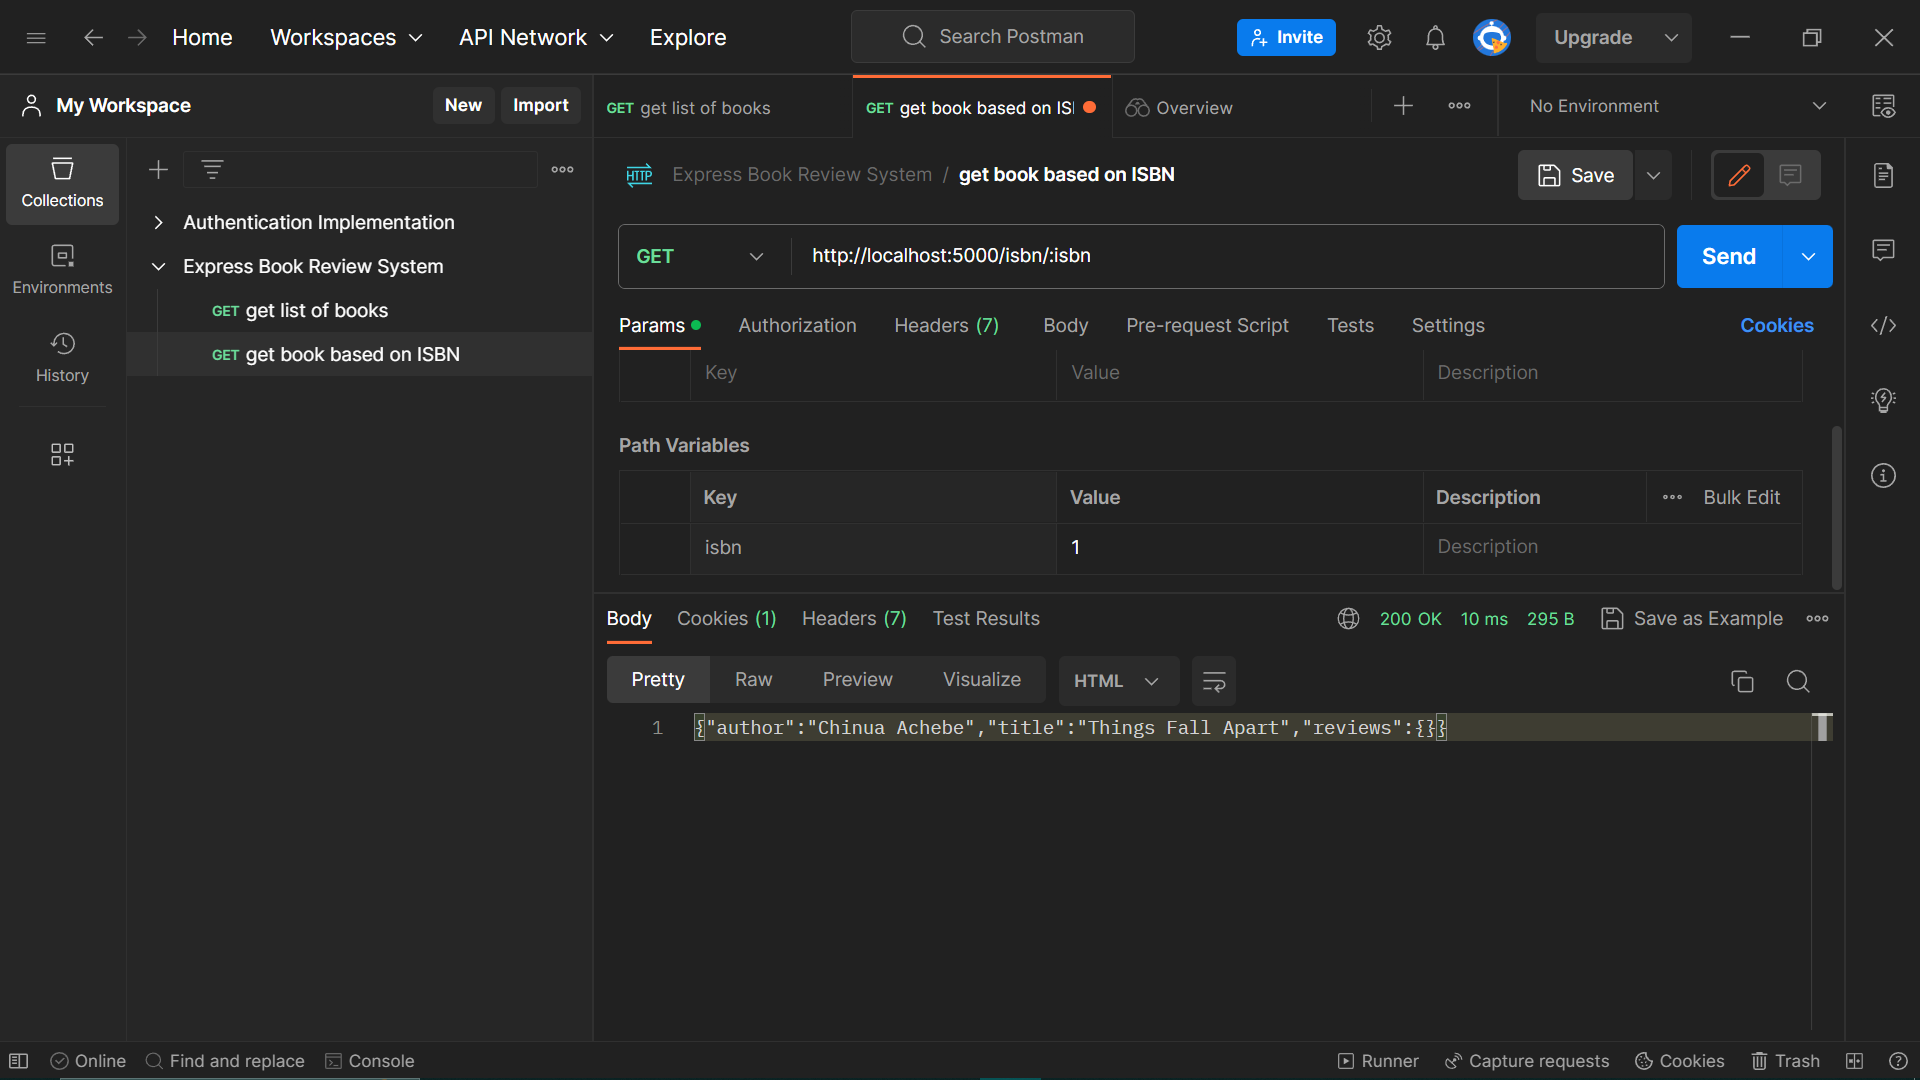 Home Workspaces API Network Explore Search Postman Invite Upgrade
My Workspace New Import GET get list of books GET get book based on ISI Overview No Environment
Collections
Environments
History
Authentication Implementation
Express Book Review System
GET get list of books
GET get book based on ISBN
HTTP Express Book Review System / get book based on ISBN Save
GET http://localhost:5000/isbn/:isbn Send
Params Authorization Headers (7) Body Pre-request Script Tests Settings Cookies
Key Value Description
Path Variables
Key Value Description Bulk Edit
isbn 1 Description
Body Cookies (1) Headers (7) Test Results 200 OK 10 ms 295 B Save as Example
Pretty Raw Preview Visualize HTML
1 {"author":"Chinua Achebe","title":"Things Fall Apart","reviews":{}}
Online Find and replace Console Runner Capture requests Cookies Trash